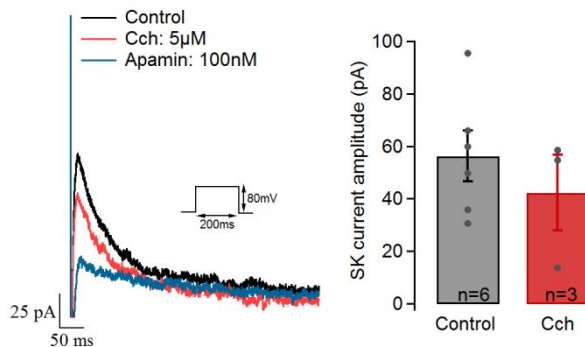 Control
Cch: 5µM
Apamin: 100nM
80mV
200ms
25 pA
50 ms
SK current amplitude (pA)
100
80
60
40
20
0
n=6
n=3
Control
Cch